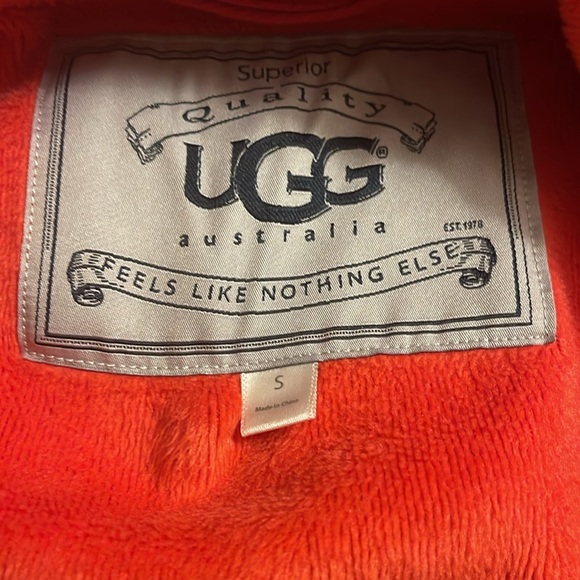 Superior
Quality
UGG®
australia
EST.1978
FEELS LIKE NOTHING ELSE
S
Made in China